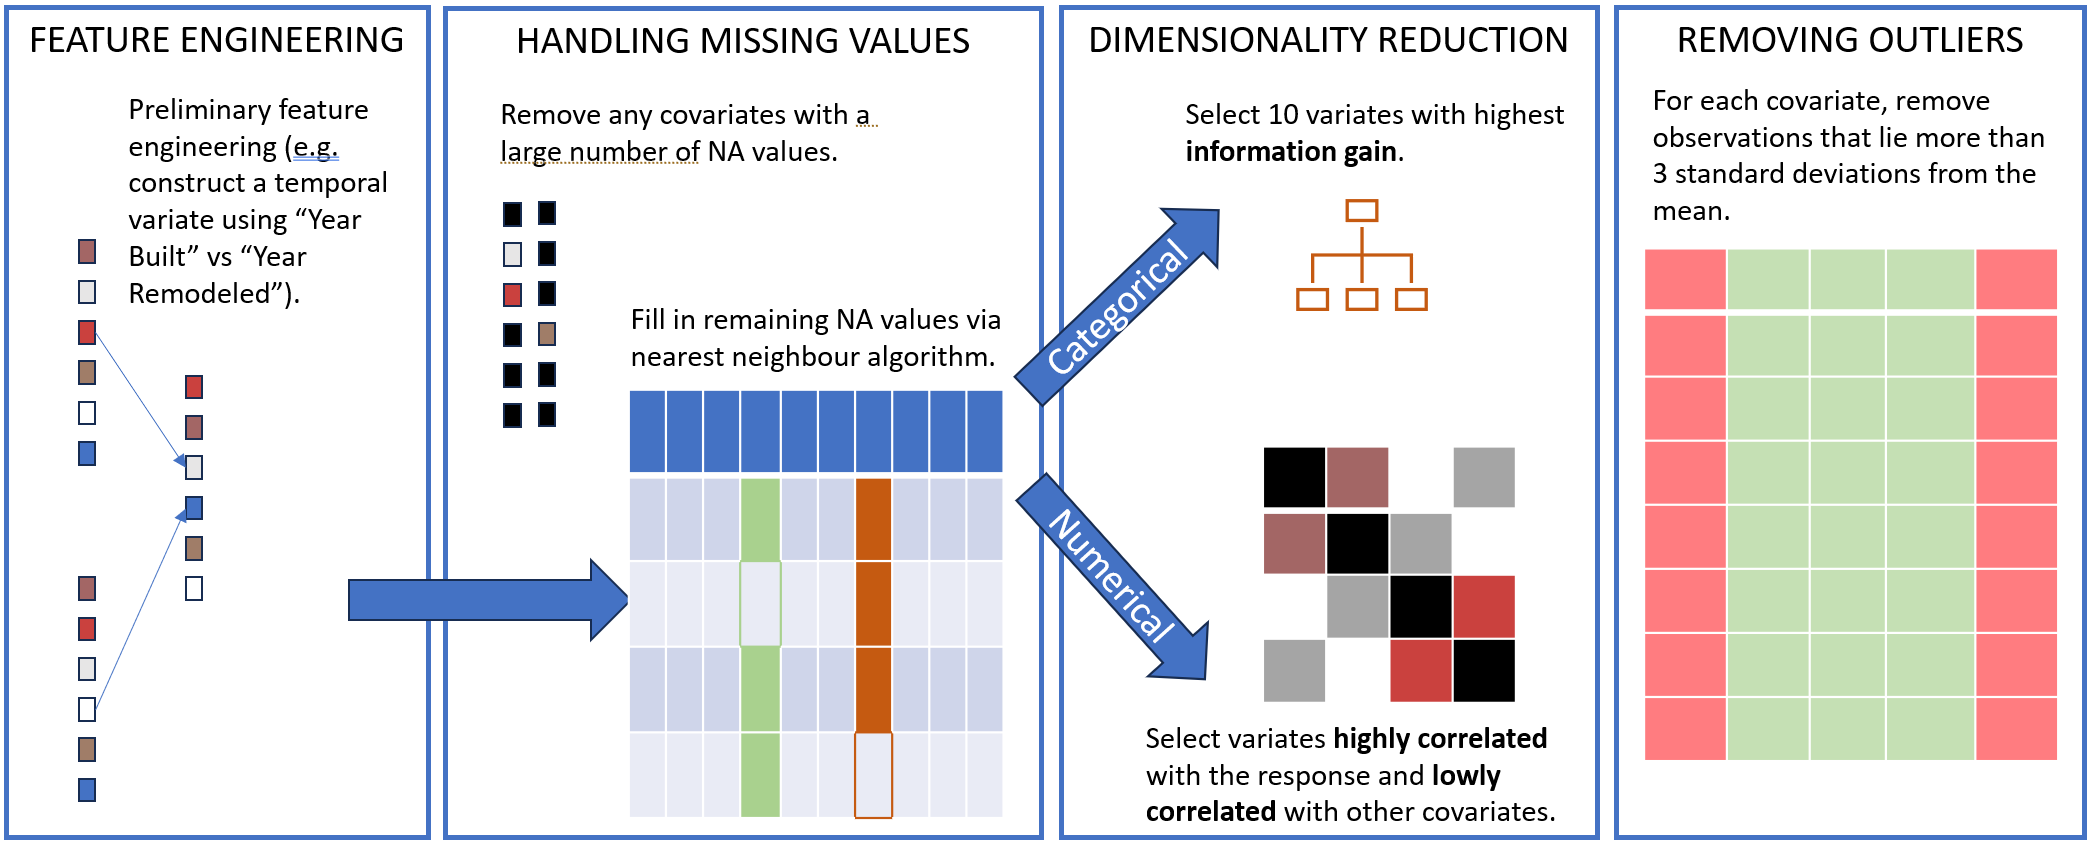 FEATURE ENGINEERING
Preliminary feature
engineering (e.g.
construct a temporal
variate using “Year
Built” vs “Year
Remodeled”).
HANDLING MISSING VALUES
Remove any covariates with a
large number of NA values.
Fill in remaining NA values via
nearest neighbour algorithm.
Categorical
Numerical
DIMENSIONALITY REDUCTION
Select 10 variates with highest
information gain.
Select variates highly correlated
with the response and lowly
correlated with other covariates.
REMOVING OUTLIERS
For each covariate, remove
observations that lie more than
3 standard deviations from the
mean.